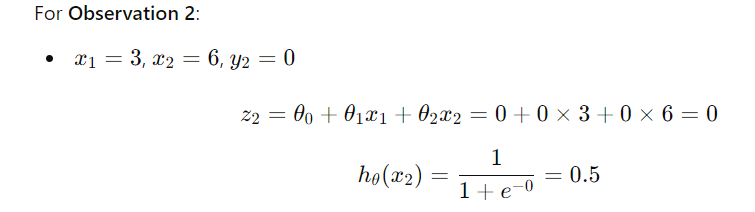 For Observation 2:
• x₁ = 3, x₂ = 6, y₂ = 0
z₂ = θ₀ + θ₁x₁ + θ₂x₂ = 0 + 0 × 3 + 0 × 6 = 0
h_θ(x₂) = 1 / (1 + e⁻⁰) = 0.5